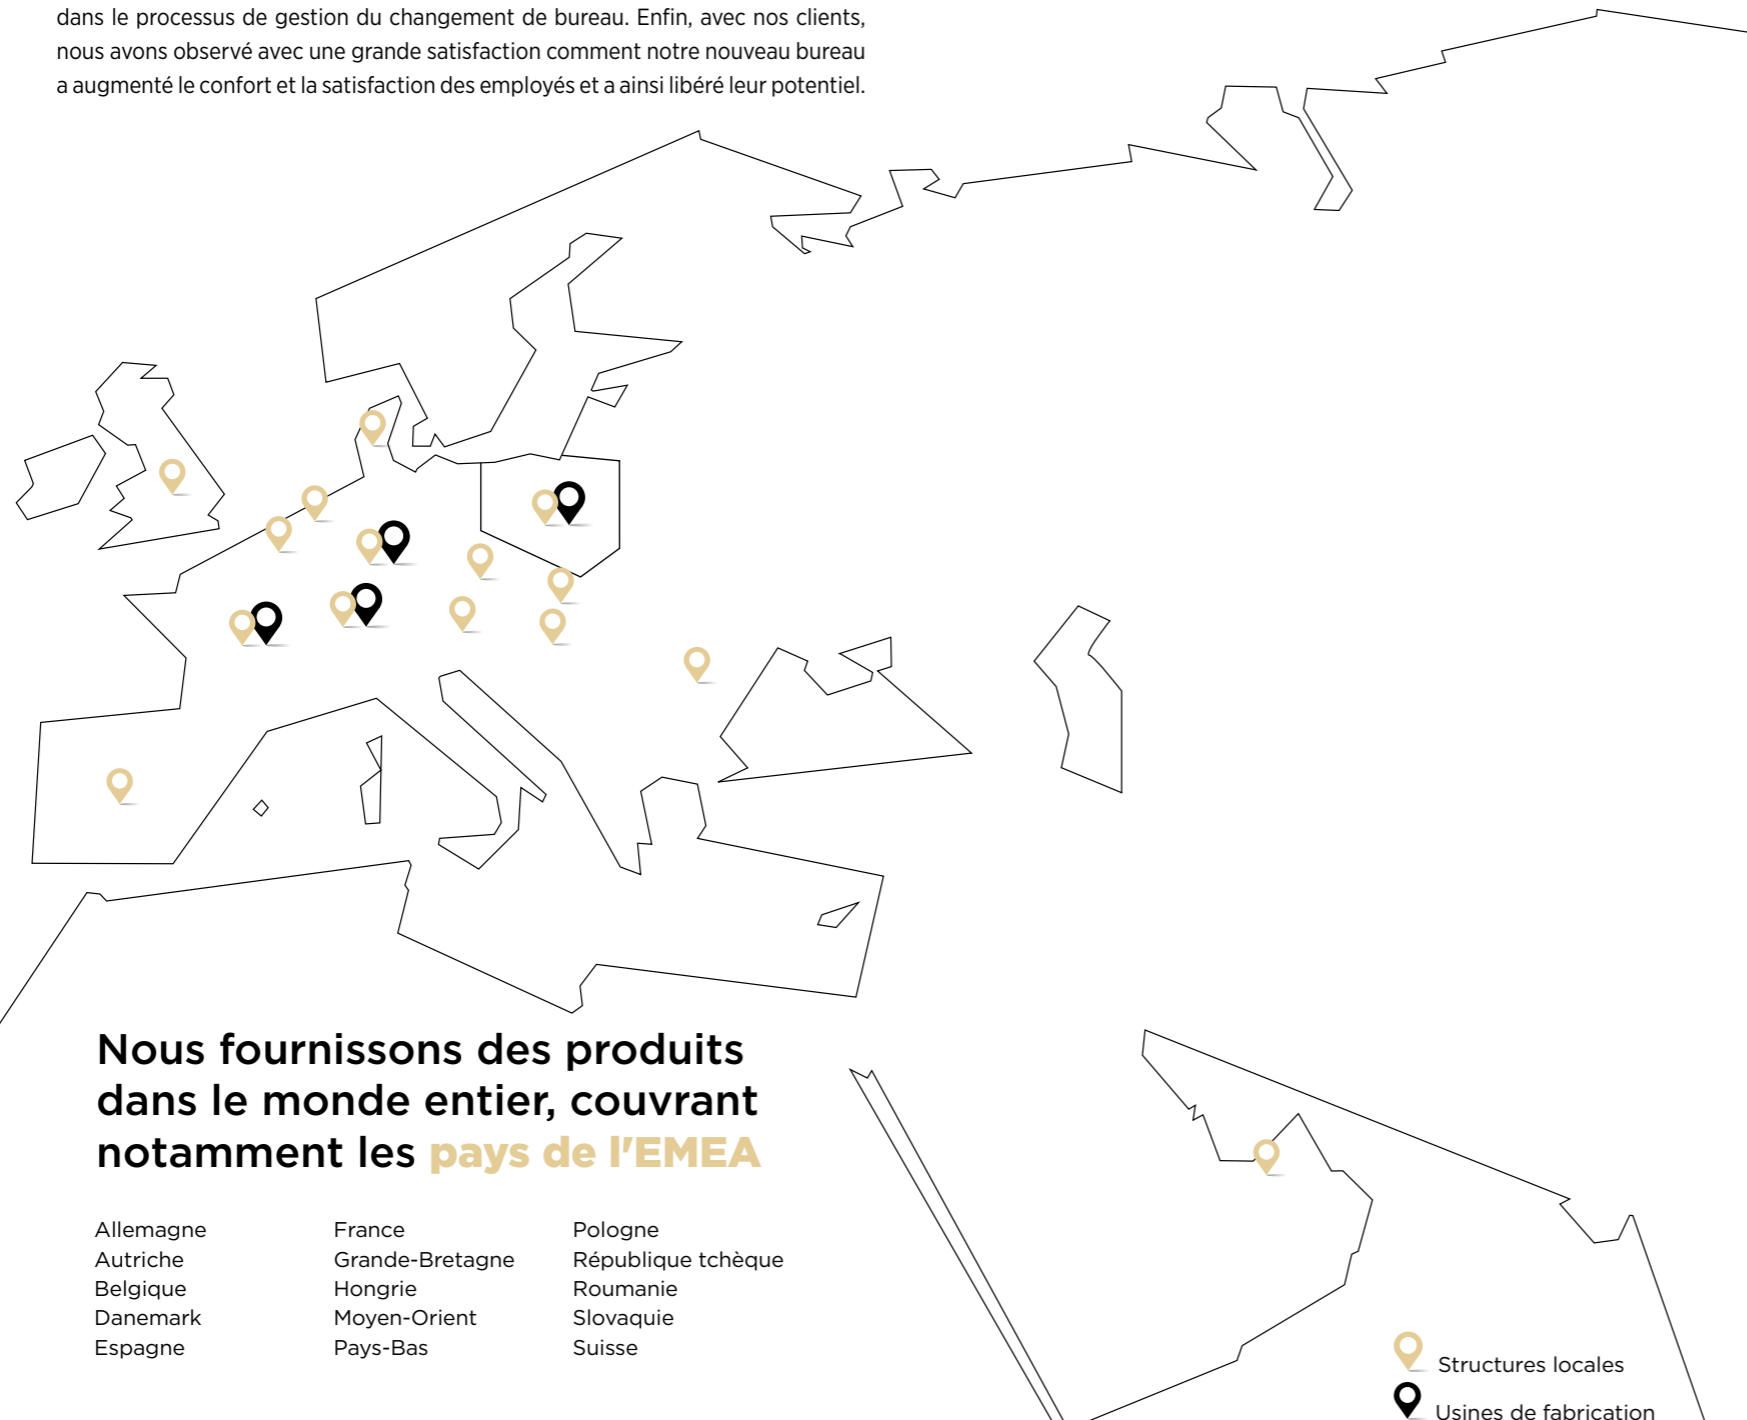 dans le processus de gestion du changement de bureau. Enfin, avec nos clients,
nous avons observé avec une grande satisfaction comment notre nouveau bureau
a augmenté le confort et la satisfaction des employés et a ainsi libéré leur potentiel.
Nous fournissons des produits
dans le monde entier, couvrant
notamment les pays de l'EMEA
Allemagne
Autriche
Belgique
Danemark
Espagne
France
Grande-Bretagne
Hongrie
Moyen-Orient
Pays-Bas
Pologne
République tchèque
Roumanie
Slovaquie
Suisse
Structures locales
Usines de fabrication